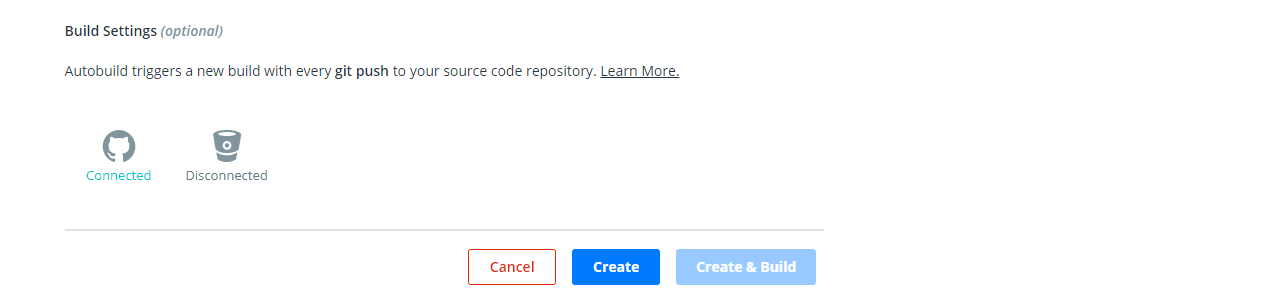 Build Settings (optional)
Autobuild triggers a new build with every git push to your source code repository. Learn More.
Connected Disconnected
Cancel Create Create & Build